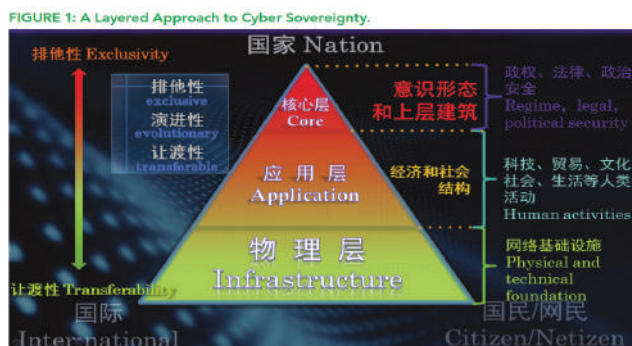 FIGURE 1: A Layered Approach to Cyber Sovereignty.
国家 Nation
排他性 Exclusivity
排他性
exclusive
演进性
evolutionary
让渡性
transferable
核心层
Core
意识形态
和上层建筑
政权、法律、政治
安全
Regime, legal,
political security
应用层
Application
经济和社会
结构
科技、贸易、文化
社会、生活等人类
活动
Human activities
物理层
Infrastructure
网络基础设施
Physical and
technical
foundation
让渡性 Transferability
国际
Inter-national
国民/网民
Citizen/Netizen